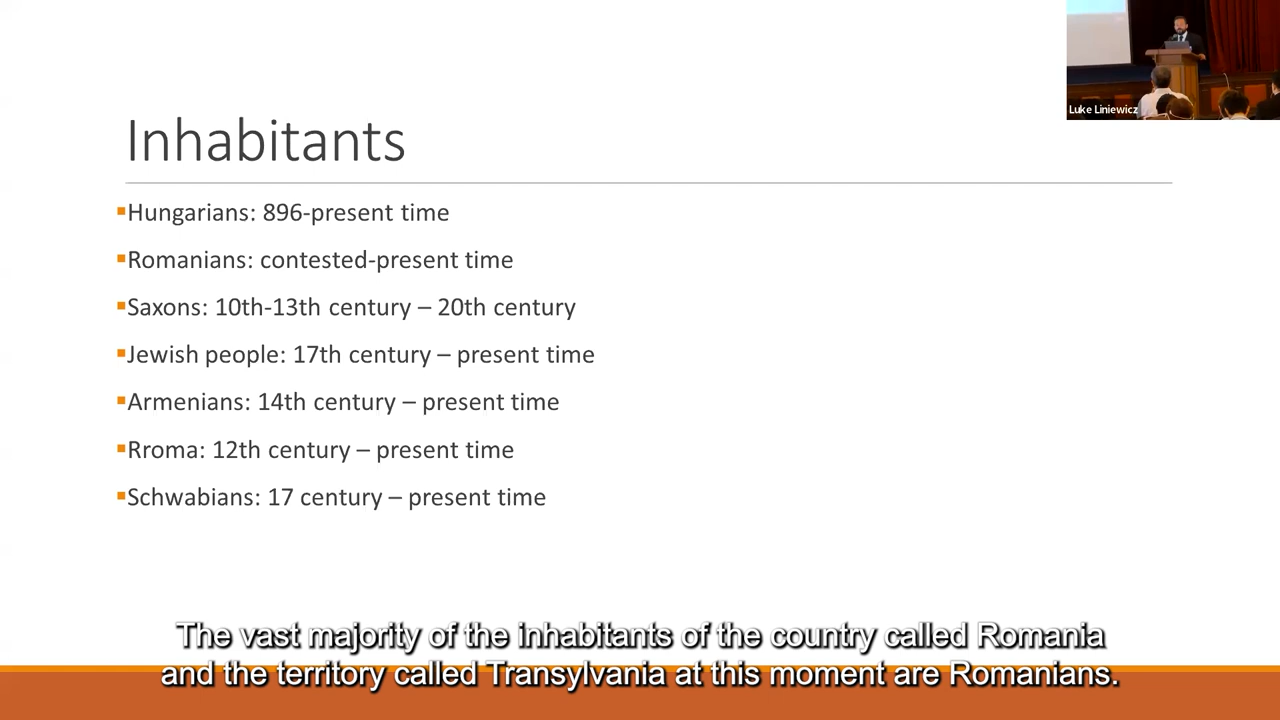 Luke Liniewicz
Inhabitants
Hungarians: 896-present time
Romanians: contested-present time
Saxons: 10th-13th century – 20th century
Jewish people: 17th century – present time
Armenians: 14th century – present time
Rroma: 12th century – present time
Schwabians: 17 century – present time
The vast majority of the inhabitants of the country called Romania
and the territory called Transylvania at this moment are Romanians.